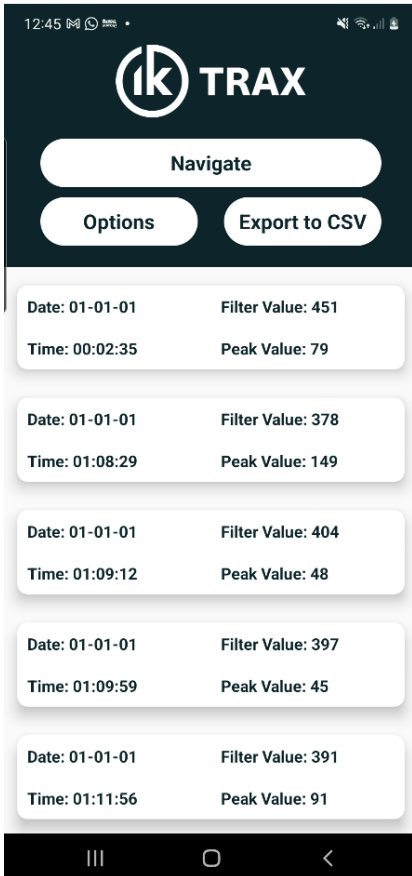 12:45
ik TRAX
Navigate
Options Export to CSV
Date: 01-01-01 Filter Value: 451
Time: 00:02:35 Peak Value: 79
Date: 01-01-01 Filter Value: 378
Time: 01:08:29 Peak Value: 149
Date: 01-01-01 Filter Value: 404
Time: 01:09:12 Peak Value: 48
Date: 01-01-01 Filter Value: 397
Time: 01:09:59 Peak Value: 45
Date: 01-01-01 Filter Value: 391
Time: 01:11:56 Peak Value: 91